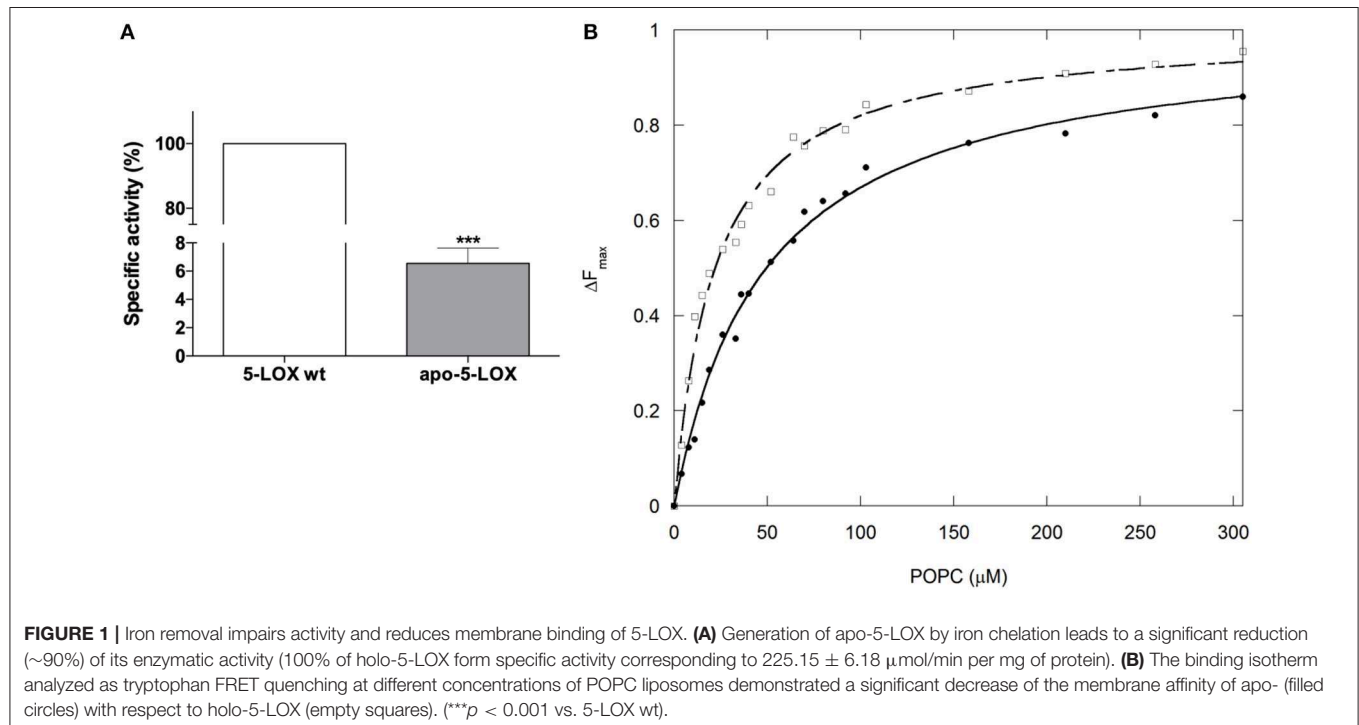 A
B
Specific activity (%)
100
80
8
6
4
2
0
***
5-LOX wt
apo-5-LOX
ΔFmax
1
0.8
0.6
0.4
0.2
0
0
50
100
150
200
250
300
POPC (μM)
FIGURE 1 | Iron removal impairs activity and reduces membrane binding of 5-LOX. (A) Generation of apo-5-LOX by iron chelation leads to a significant reduction
(~90%) of its enzymatic activity (100% of holo-5-LOX form specific activity corresponding to 225.15 ± 6.18 μmol/min per mg of protein). (B) The binding isotherm
analyzed as tryptophan FRET quenching at different concentrations of POPC liposomes demonstrated a significant decrease of the membrane affinity of apo- (filled
circles) with respect to holo-5-LOX (empty squares). (***p < 0.001 vs. 5-LOX wt).